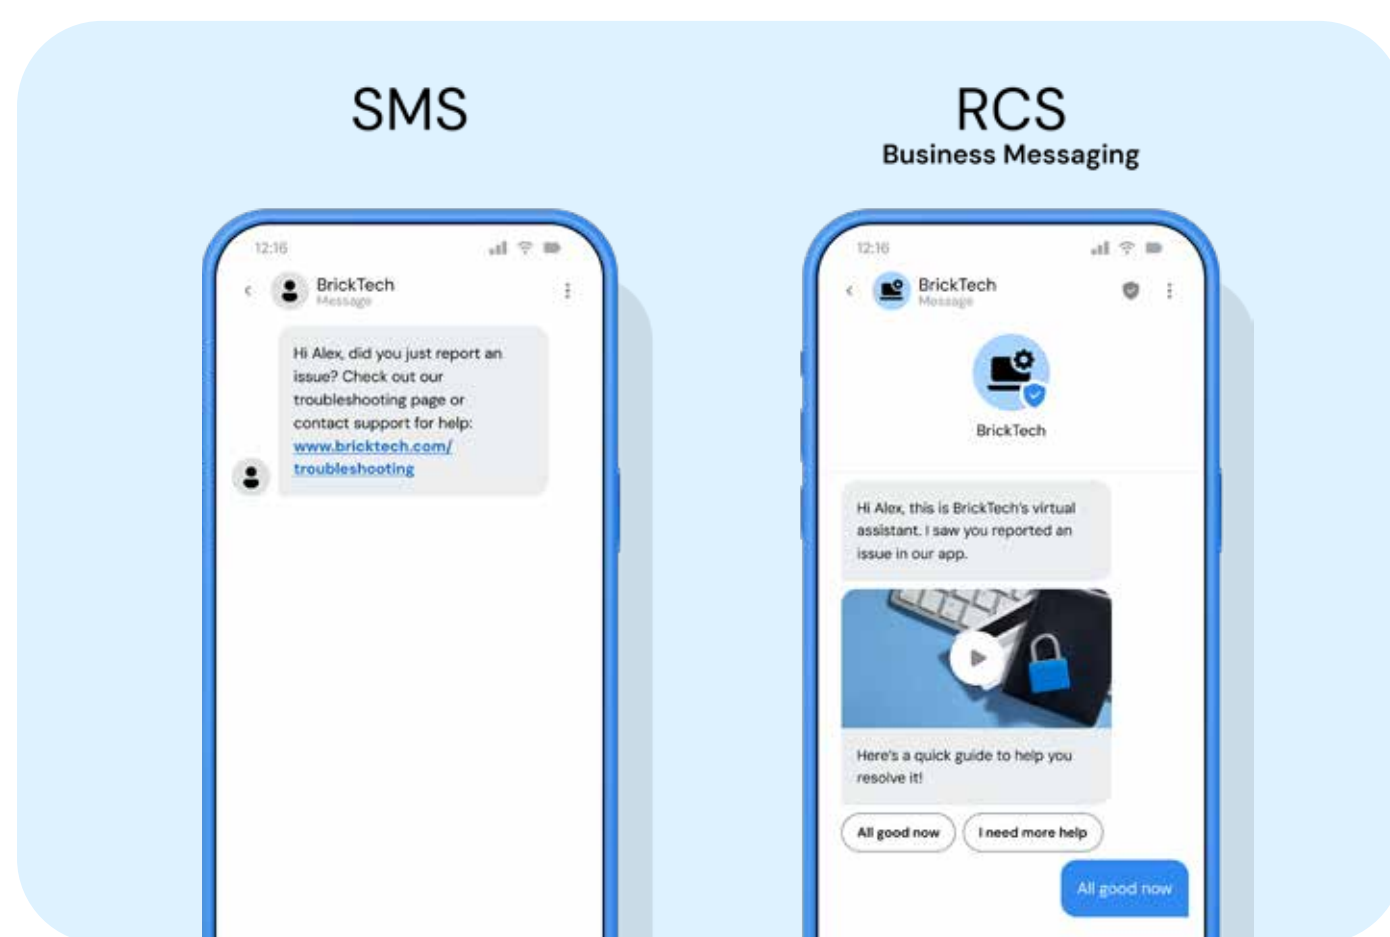 SMS
12:16
BrickTech
Message
Hi Alex, did you just report an
issue? Check out our
troubleshooting page or
contact support for help:
www.bricktech.com/
troubleshooting
RCS
Business Messaging
12:16
BrickTech
Message
BrickTech
Hi Alex, this is BrickTech's virtual
assistant. I saw you reported an
issue in our app.
Here's a quick guide to help you
resolve it!
All good now
I need more help
All good now